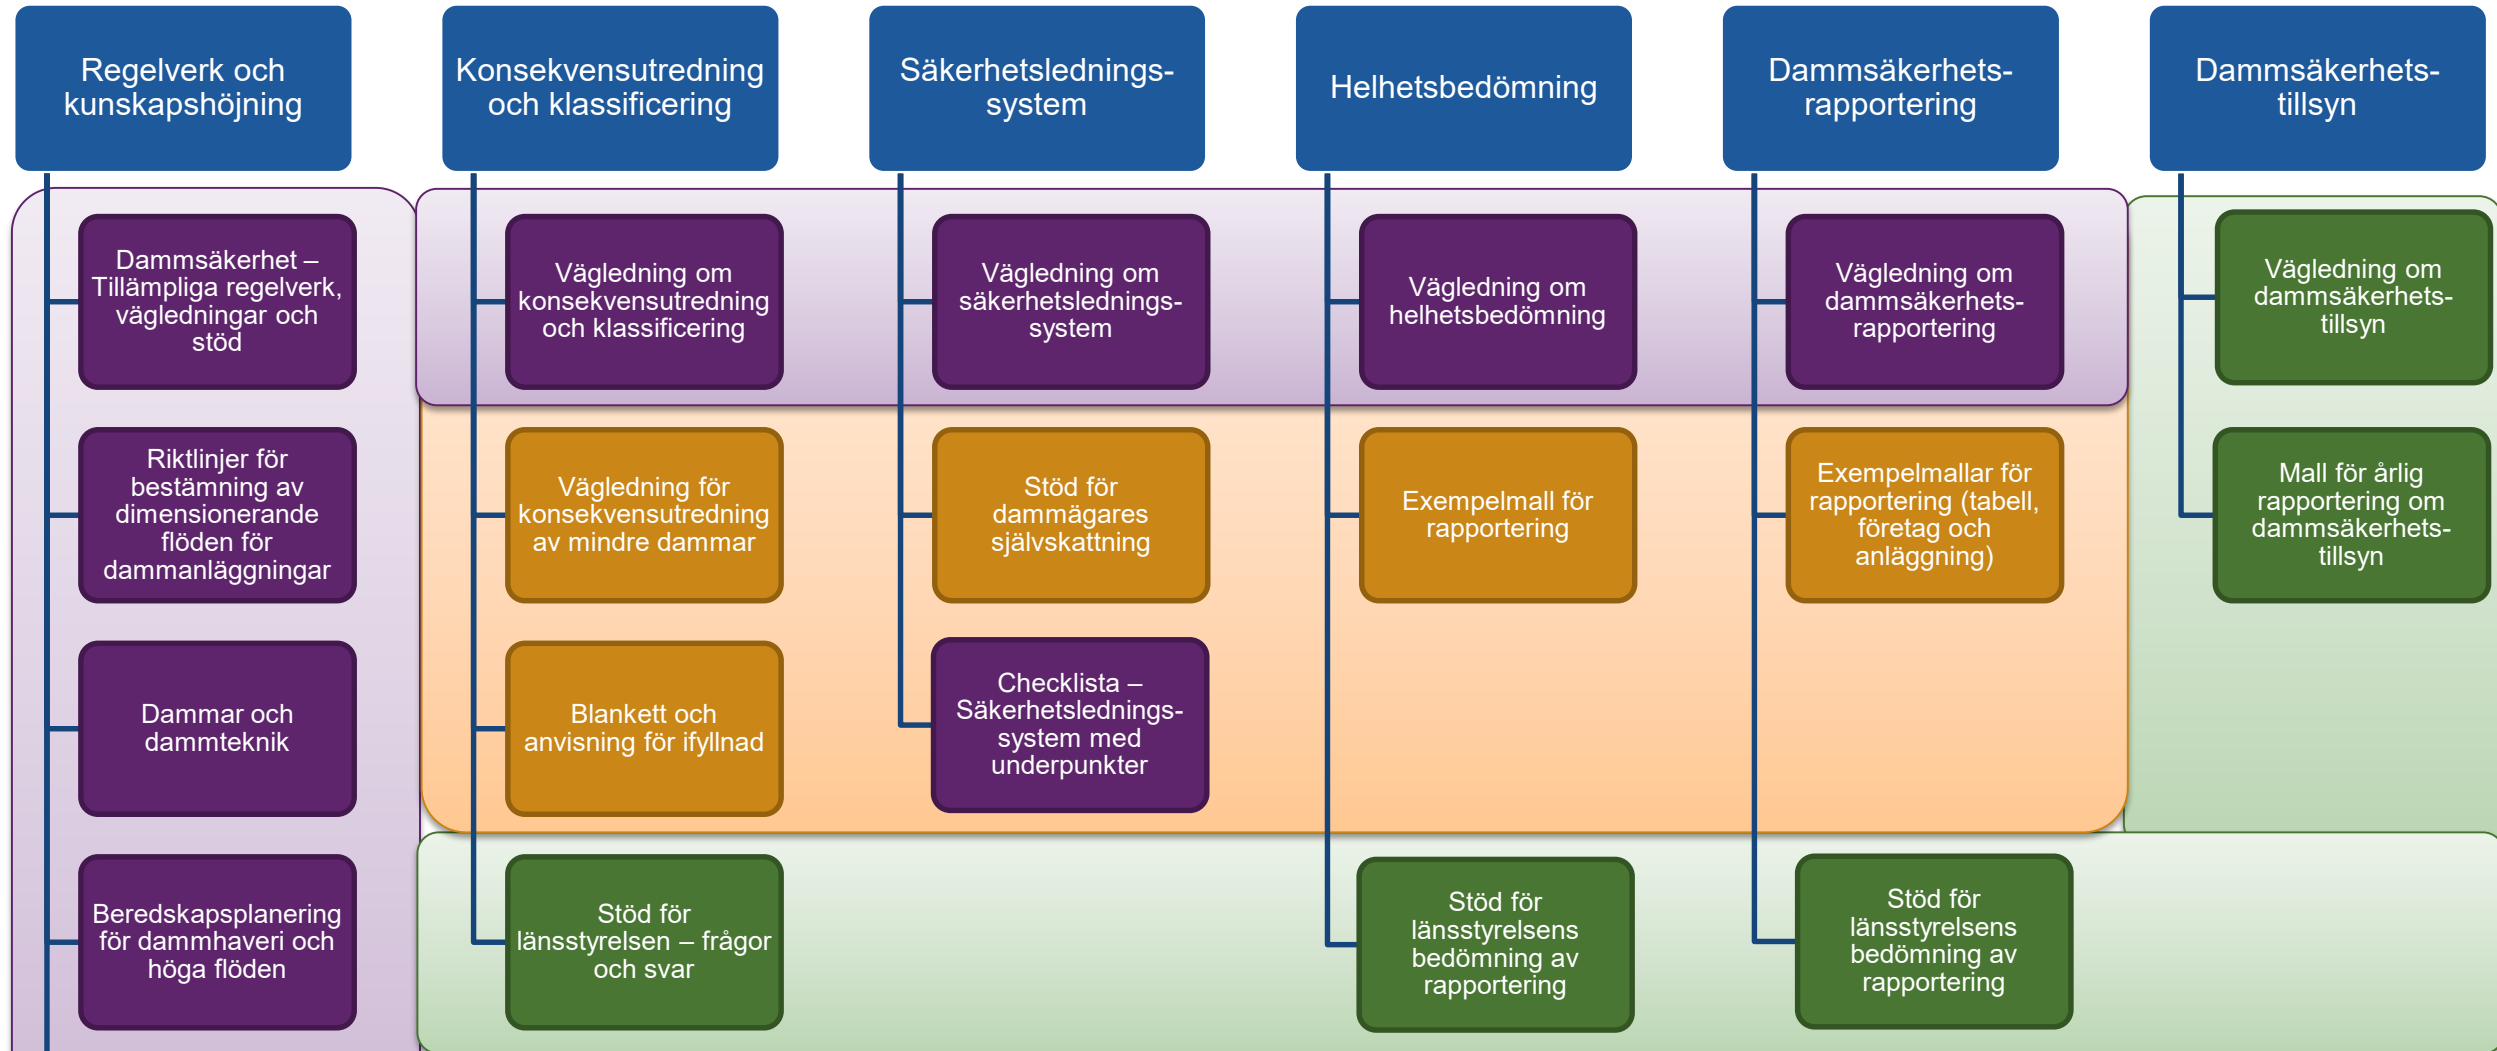 Regelverk och
kunskapshöjning
Konsekvensutredning
och klassificering
Säkerhetslednings-
system
Helhetsbedömning
Dammsäkerhets-
rapportering
Dammsäkerhets-
tillsyn
Dammsäkerhet –
Tillämpliga regelverk,
vägledningar och
stöd
Vägledning om
konsekvensutredning
och klassificering
Vägledning om
säkerhetslednings-
system
Vägledning om
helhetsbedömning
Vägledning om
dammsäkerhets-
rapportering
Vägledning om
dammsäkerhets-
tillsyn
Riktlinjer för
bestämning av
dimensionerande
flöden för
dammanläggningar
Vägledning för
konsekvensutredning
av mindre dammar
Stöd för
dammägares
självskattning
Exempelmall för
rapportering
Exempelmallar för
rapportering (tabell,
företag och
anläggning)
Mall för årlig
rapportering om
dammsäkerhets-
tillsyn
Dammar och
dammteknik
Blankett och
anvisning för ifyllnad
Checklista –
Säkerhetslednings-
system med
underpunkter
Beredskapsplanering
för dammhaveri och
höga flöden
Stöd för
länsstyrelsen – frågor
och svar
Stöd för
länsstyrelsens
bedömning av
rapportering
Stöd för
länsstyrelsens
bedömning av
rapportering